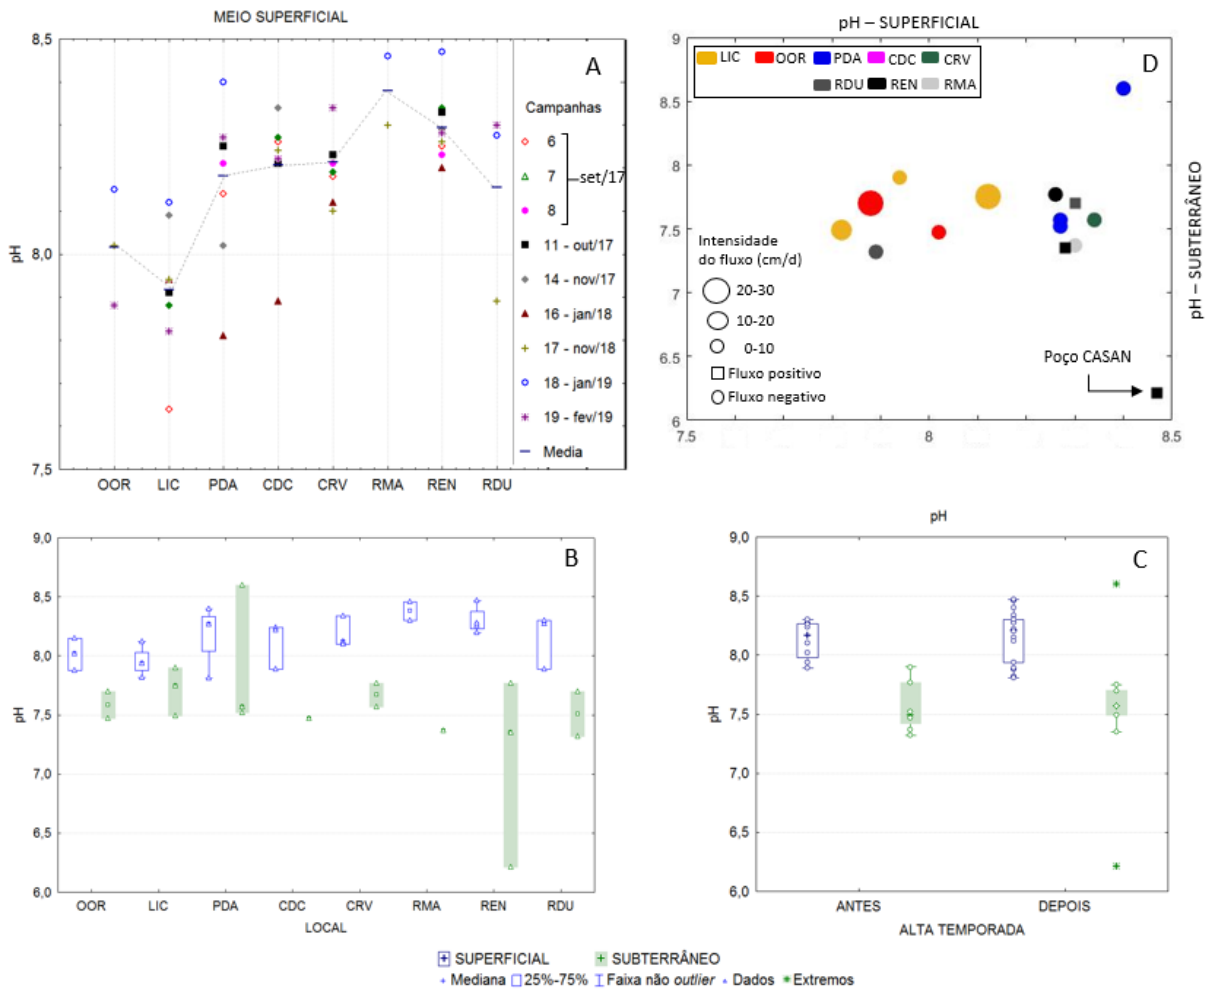 MEIO SUPERFICIAL
8,5
8,0
7,5
pH
A
Campanhas
6
7
8
set/17
11 - out/17
14 - nov/17
16 - jan/18
17 - nov/18
18 - jan/19
19 - fev/19
Media
OOR LIC PDA CDC CRV RMA REN RDU
pH – SUPERFICIAL
9
8.5
8
7.5
7
6.5
6
D
LIC OOR PDA CDC CRV
RDU REN RMA
Intensidade
do fluxo (cm/d)
20-30
10-20
0-10
Fluxo positivo
Fluxo negativo
Poço CASAN
7.5 8 8.5
pH – SUBTERRÂNEO
B
9,0
8,5
8,0
7,5
7,0
6,5
6,0
pH
OOR LIC PDA CDC CRV RMA REN RDU
LOCAL
pH
C
9,0
8,5
8,0
7,5
7,0
6,5
6,0
pH
ANTES DEPOIS
ALTA TEMPORADA
SUPERFICIAL SUBTERRÂNEO
Mediana 25%-75% Faixa não outlier Dados Extremos